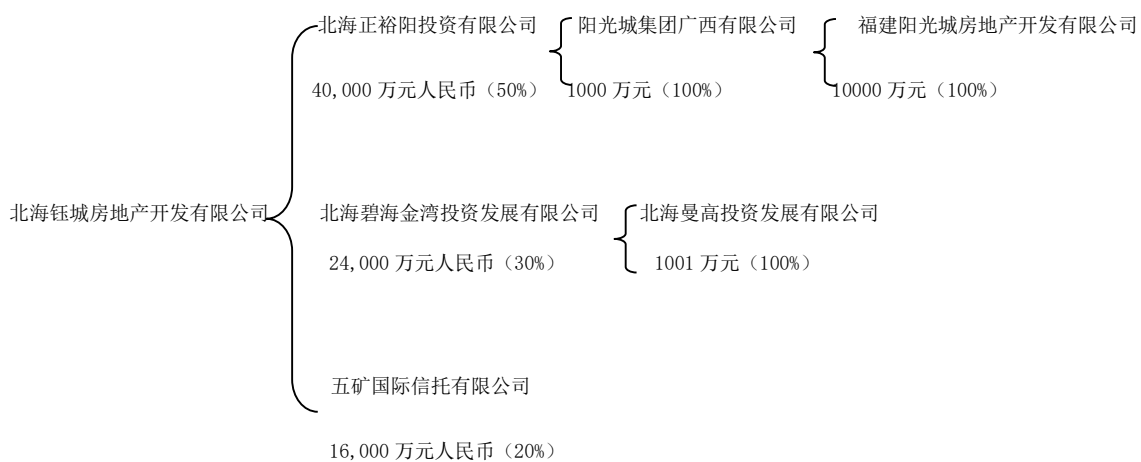 北海正裕阳投资有限公司 阳光城集团广西有限公司 福建阳光城房地产开发有限公司
40,000 万元人民币（50%） 1000 万元（100%） 10000 万元（100%）
北海钰城房地产开发有限公司 北海碧海金湾投资发展有限公司 北海曼高投资发展有限公司
24,000 万元人民币（30%） 1001 万元（100%）
五矿国际信托有限公司
16,000 万元人民币（20%）